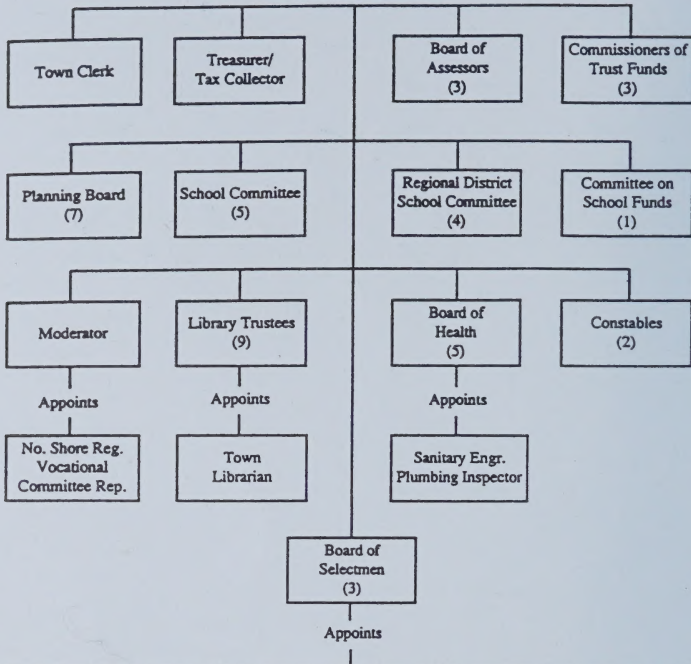 Town Clerk
Treasurer/
Tax Collector
Board of
Assessors
(3)
Commissioners of
Trust Funds
(3)
Planning Board
(7)
School Committee
(5)
Regional District
School Committee
(4)
Committee on
School Funds
(1)
Moderator
Library Trustees
(9)
Board of
Health
(5)
Constables
(2)
Appoints
Appoints
Appoints
No. Shore Reg.
Vocational
Committee Rep.
Town
Librarian
Sanitary Engr.
Plumbing Inspector
Board of
Selectmen
(3)
Appoints